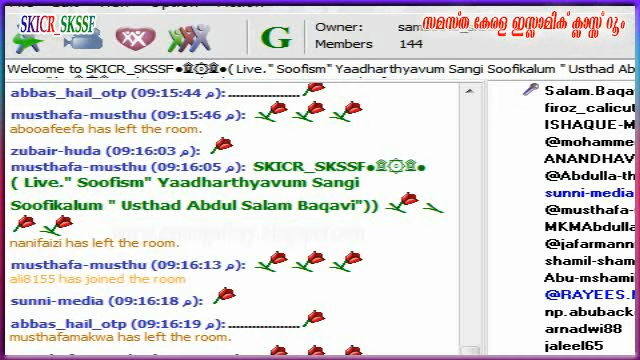 SKICR_SKSSF
സമസ്ത കേരള ഇസ്ലാമിക് ക്ലാസ്സ് റൂം
Owner:
Members 144
G
Welcome to SKICR_SKSSF●۩۞۩●( Live." Soofism" Yaadharthyavum Sangi Soofikalum " Usthad Ab
abbas_hail_otp (09:15:44 م):
musthafa-musthu (09:15:46 م):
abooafeefa has left the room.
zubair-huda (09:16:03 م):
musthafa-musthu (09:16:05 م): SKICR_SKSSF●۩۞۩●
( Live." Soofism" Yaadharthyavum Sangi
Soofikalum " Usthad Abdul Salam Baqavi"))
nanifaizi has left the room.
musthafa-musthu (09:16:13 م):
ali8155 has joined the room
sunni-media (09:16:18 م):
abbas_hail_otp (09:16:19 م):
musthafamakwa has left the room.
Salam.Baqa
firoz_calicut
ISHAQUE-M
@mohamme
ANANDHAV
@Abdulla-th
sunni-media
@musthafa-
MKMAbdulla
@jafarmann
shamil-sham
Abu-mshami
@RAYEES.M
np.abuback
arnadwi88
jaleel65